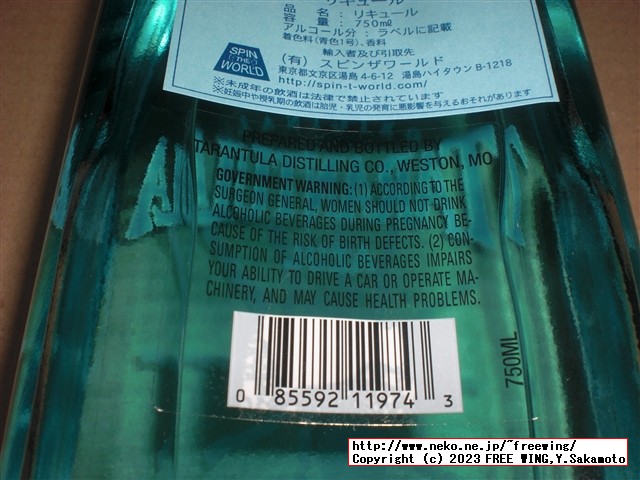 リキュール
品 名 : リキュール
容 量 : 750㎖
アルコール分 : ラベルに記載
着色料(青色1号)、香料
輸入者及び引取先
(有) スピンザワールド
東京都文京区湯島 4-6-12 湯島ハイタウン B-1218
http://spin-t-world.com/
SPIN
THE
WORLD
※未成年の飲酒は法律で禁止されています
※妊娠中や授乳期の飲酒は胎児・乳児の発育に悪影響を与えるおそれがあります
PREPARED AND BOTTLED BY
TARANTULA DISTILLING CO., WESTON, MO
GOVERNMENT WARNING: (1) ACCORDING TO THE
SURGEON GENERAL, WOMEN SHOULD NOT DRINK
ALCOHOLIC BEVERAGES DURING PREGNANCY BE-
CAUSE OF THE RISK OF BIRTH DEFECTS. (2) CON-
SUMPTION OF ALCOHOLIC BEVERAGES IMPAIRS
YOUR ABILITY TO DRIVE A CAR OR OPERATE MA-
CHINERY, AND MAY CAUSE HEALTH PROBLEMS.
750ML
0 85592 11974 3
http://www.neko.ne.jp/~freewing/
Copyright (c) 2023 FREE WING,Y.Sakamoto